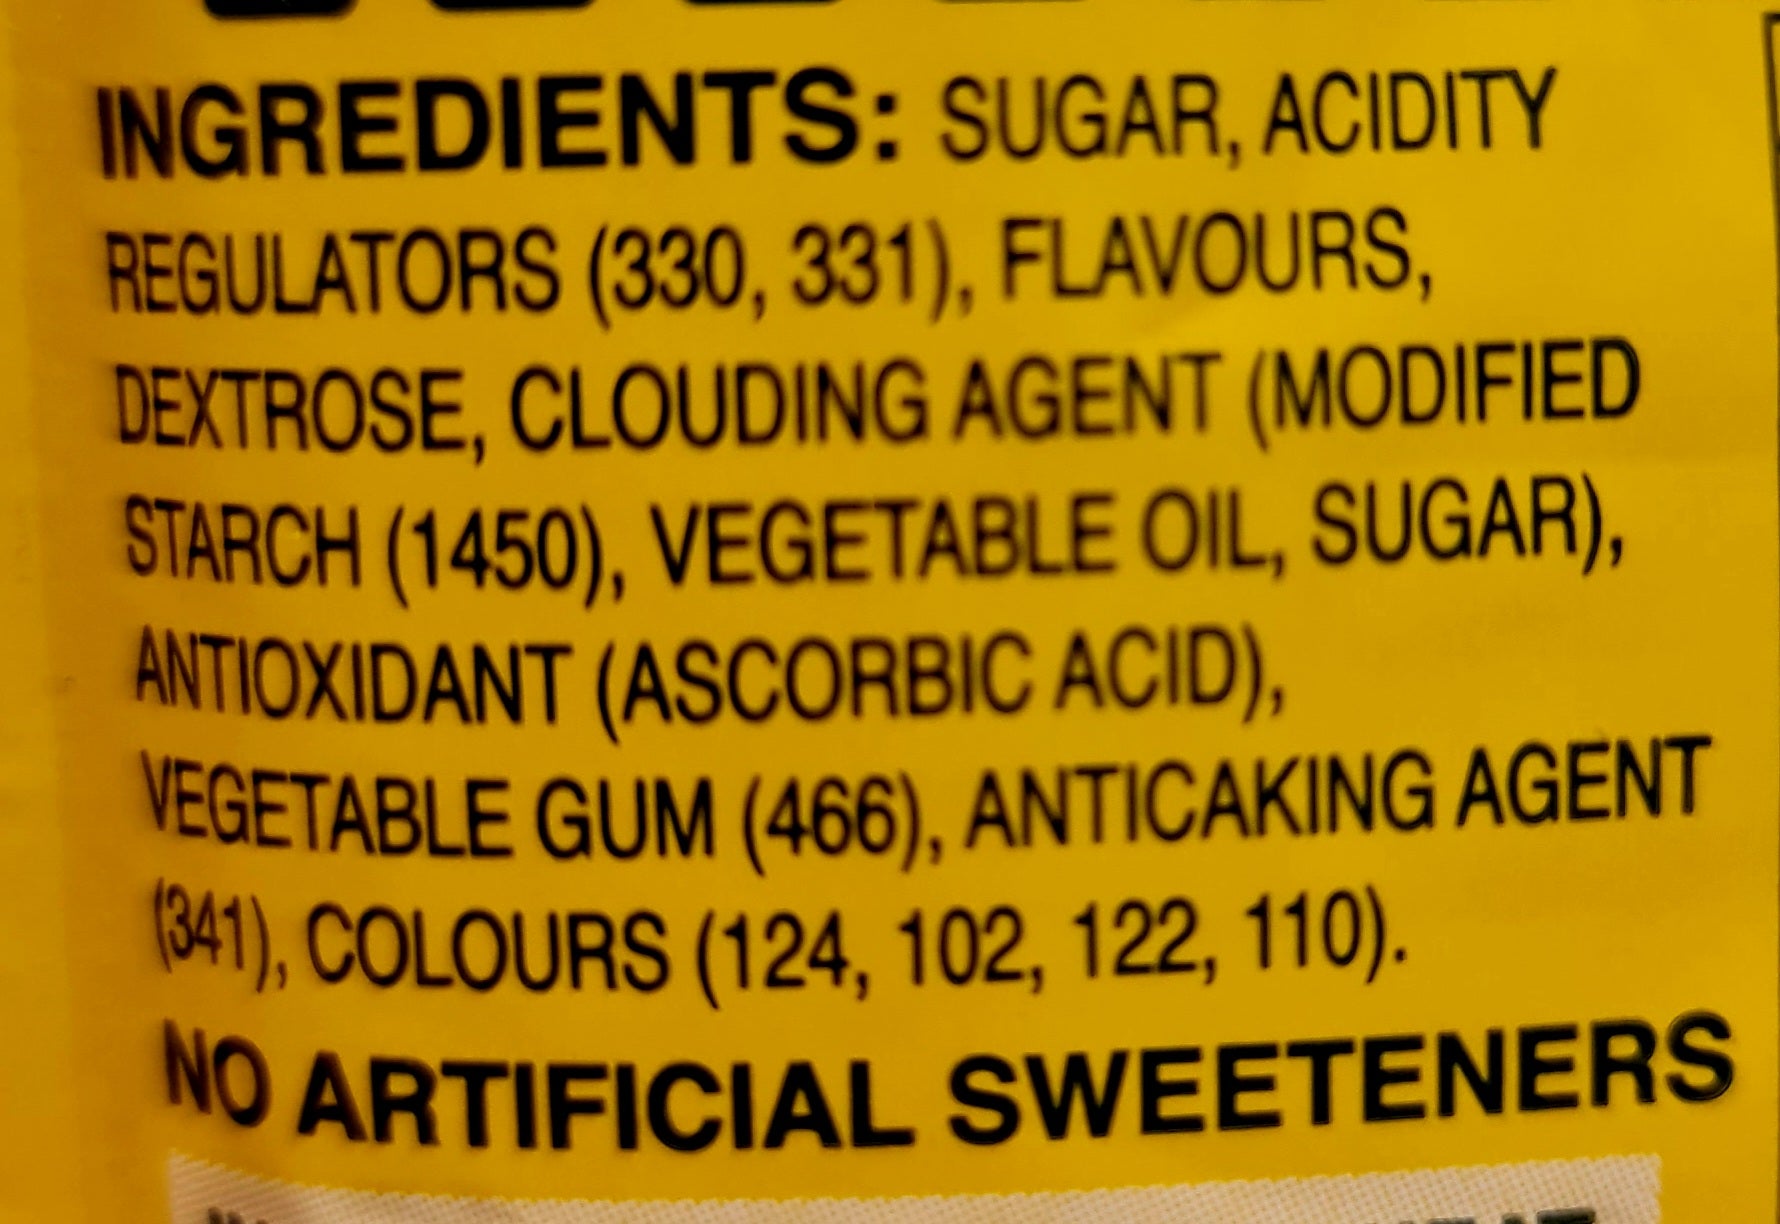 INGREDIENTS: SUGAR, ACIDITY
REGULATORS (330, 331), FLAVOURS,
DEXTROSE, CLOUDING AGENT (MODIFIED
STARCH (1450), VEGETABLE OIL, SUGAR),
ANTIOXIDANT (ASCORBIC ACID),
VEGETABLE GUM (466), ANTICAKING AGENT
(341), COLOURS (124, 102, 122, 110).
NO ARTIFICIAL SWEETENERS